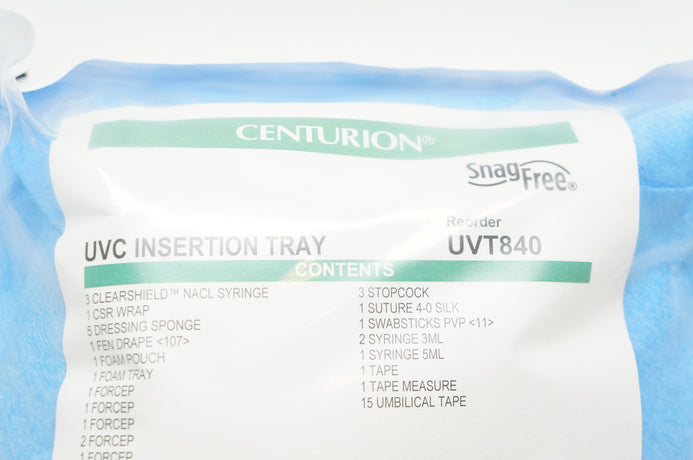 CENTURION®
SnagFree®
Reorder
UVC INSERTION TRAY UVT840
CONTENTS
3 CLEARSHIELD™ NACL SYRINGE
1 CSR WRAP
5 DRESSING SPONGE
1 FEN DRAPE <107>
1 FOAM POUCH
1 FOAM TRAY
1 FORCEP
1 FORCEP
1 FORCEP
2 FORCEP
1 FORCEP
3 STOPCOCK
1 SUTURE 4-0 SILK
1 SWABSTICKS PVP <11>
2 SYRINGE 3ML
1 SYRINGE 5ML
1 TAPE
1 TAPE MEASURE
15 UMBILICAL TAPE